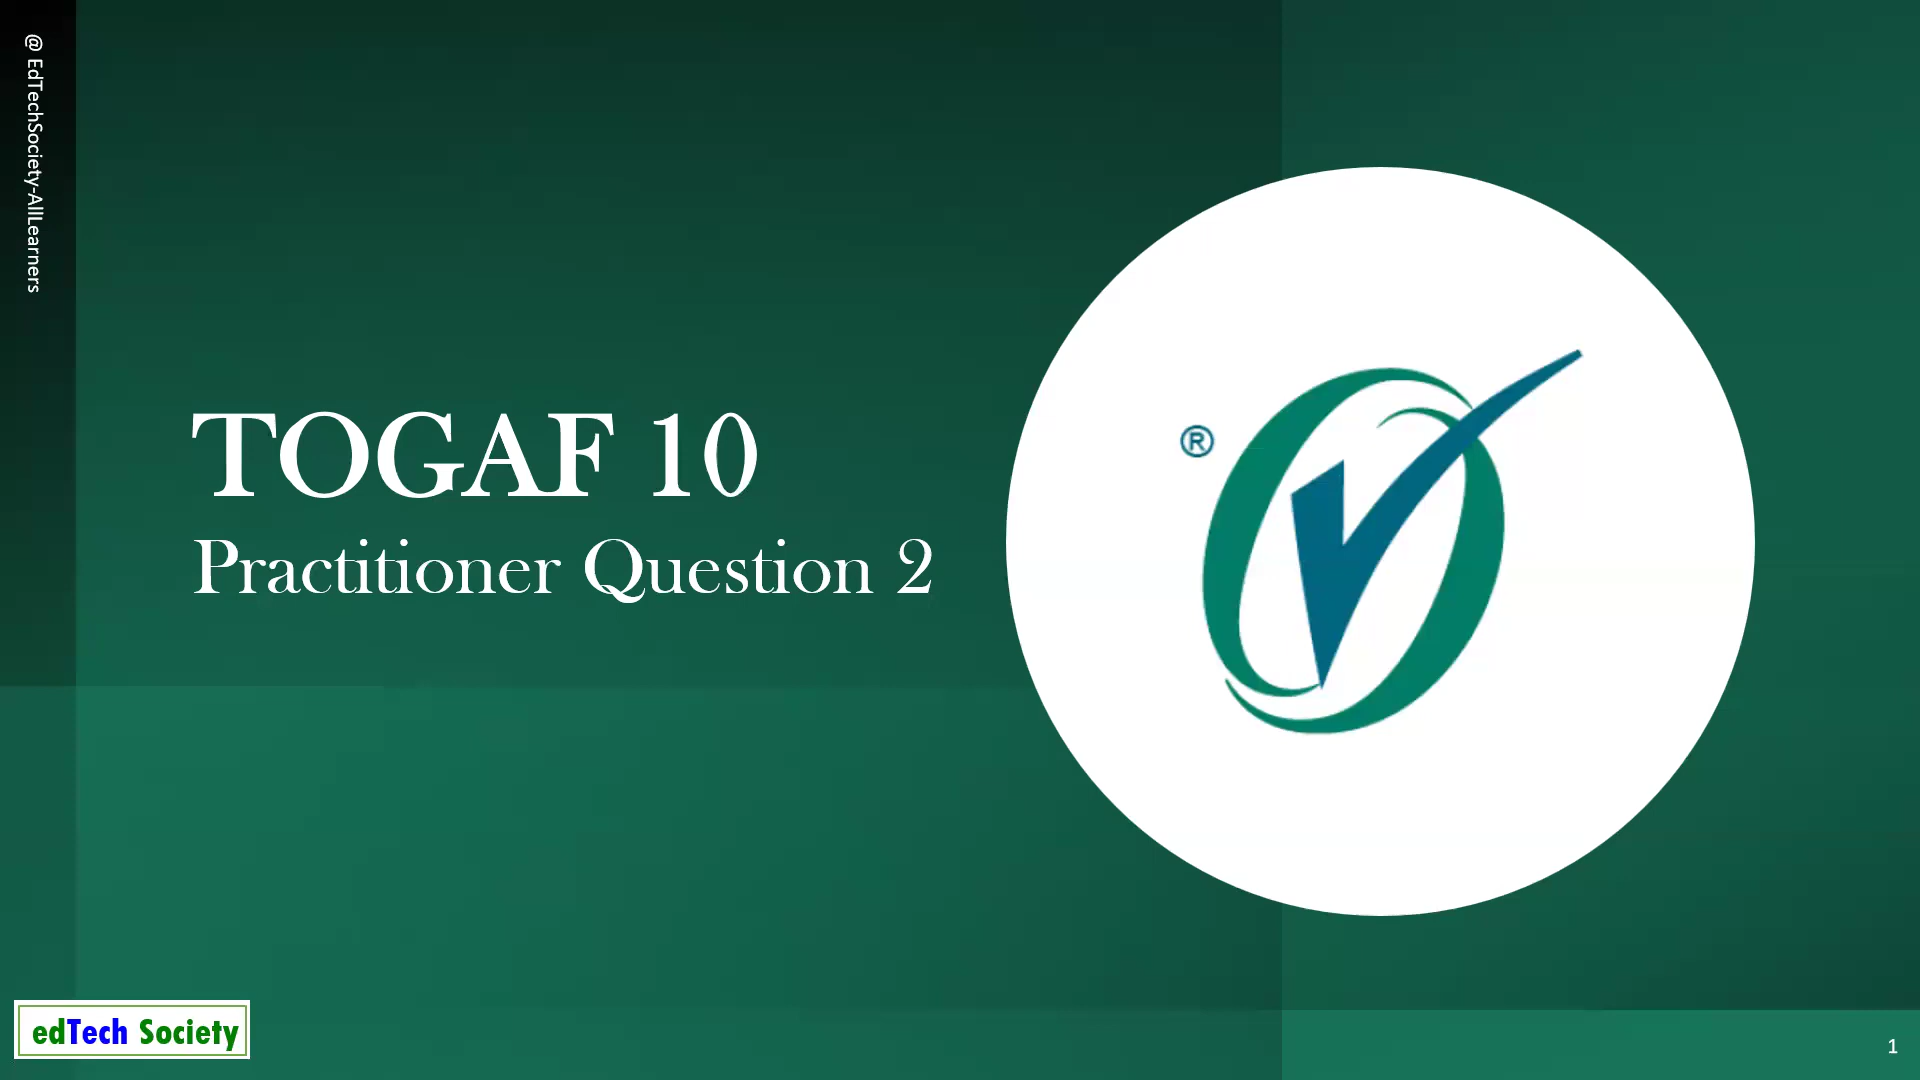 @ EdTechSociety-AllLearners
TOGAF 10
Practitioner Question 2
®
edTech Society
1